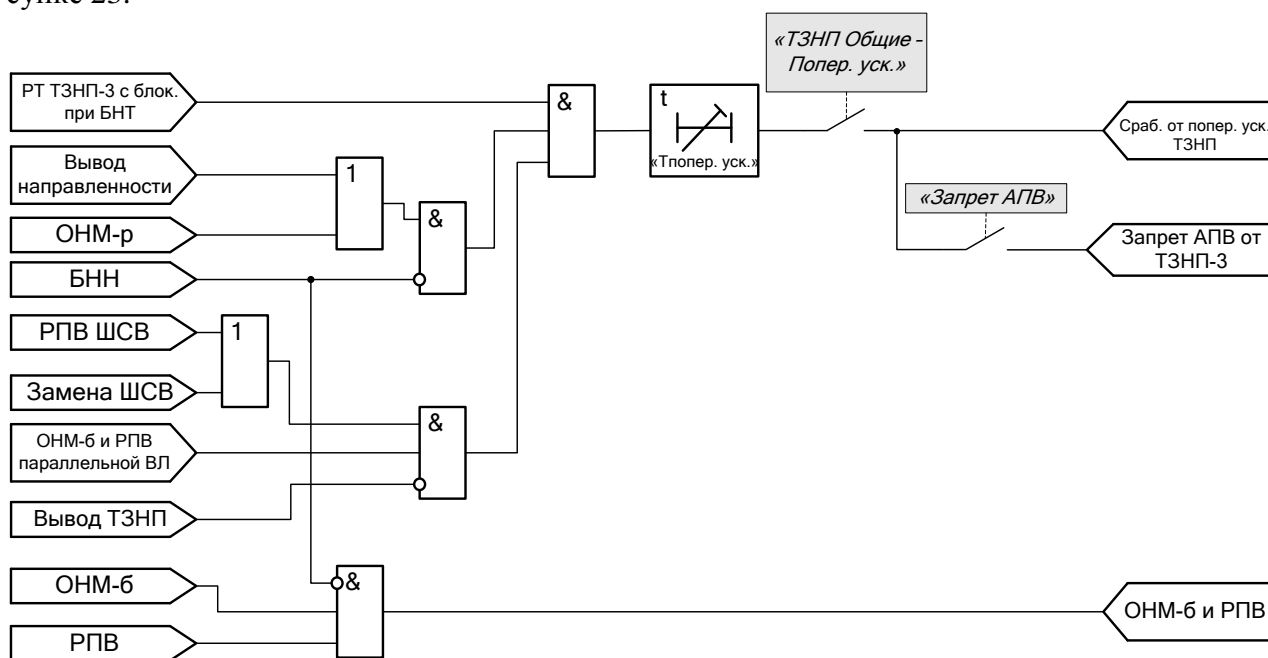 «ТЗНП Общие -
Попер. уск.»
РТ ТЗНП-3 с блок.
при БНТ
&
t
«Тпопер. уск.»
Сраб. от попер. уск.
ТЗНП
Вывод
направленности
1
«Запрет АПВ»
ОНМ-р
&
Запрет АПВ от
ТЗНП-3
БНН
РПВ ШСВ
1
Замена ШСВ
&
ОНМ-б и РПВ
параллельной ВЛ
Вывод ТЗНП
ОНМ-б
&
ОНМ-б и РПВ
РПВ